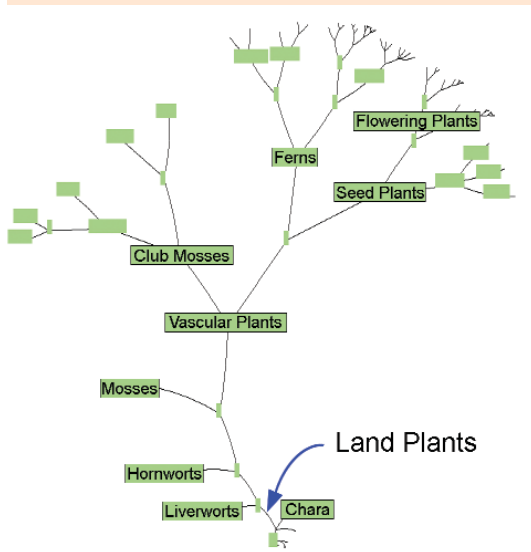 Flowering Plants
Ferns
Seed Plants
Club Mosses
Vascular Plants
Mosses
Land Plants
Hornworts
Liverworts
Chara